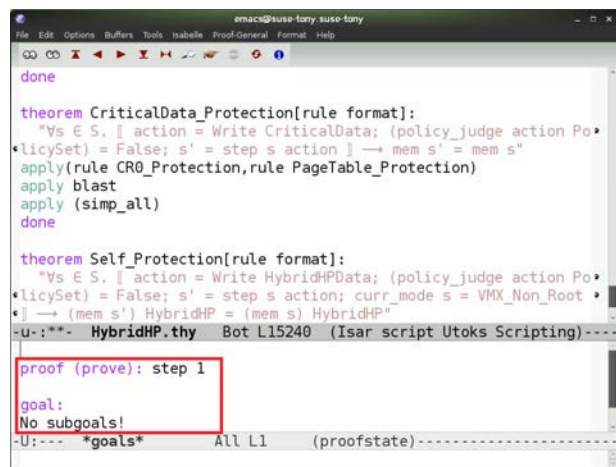 emacs@suse-tony.suse-tony
File Edit Options Buffers Tools Isabelle Proof-General Format Help
done
theorem CriticalData_Protection[rule format]:
"∀s ∈ S. ⟦ action = Write CriticalData; (policy_judge action Po
licySet) = False; s' = step s action ⟧ ⟶ mem s' = mem s"
apply(rule CR0_Protection,rule PageTable_Protection)
apply blast
apply (simp_all)
done
theorem Self_Protection[rule format]:
"∀s ∈ S. ⟦ action = Write HybridHPData; (policy_judge action Po
licySet) = False; s' = step s action; curr_mode s = VMX_Non_Root
⟧ ⟶ (mem s') HybridHP = (mem s) HybridHP"
-u-:**- HybridHP.thy Bot L15240 (Isar script Utoks Scripting)----
proof (prove): step 1
goal:
No subgoals!
-U:--- *goals* All L1 (proofstate)-----------------------